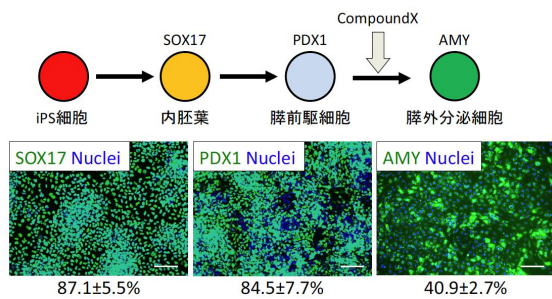 CompoundX
SOX17 PDX1 AMY
iPS細胞 内胚葉 膵前駆細胞 膵外分泌細胞
SOX17 Nuclei PDX1 Nuclei AMY Nuclei
87.1±5.5% 84.5±7.7% 40.9±2.7%